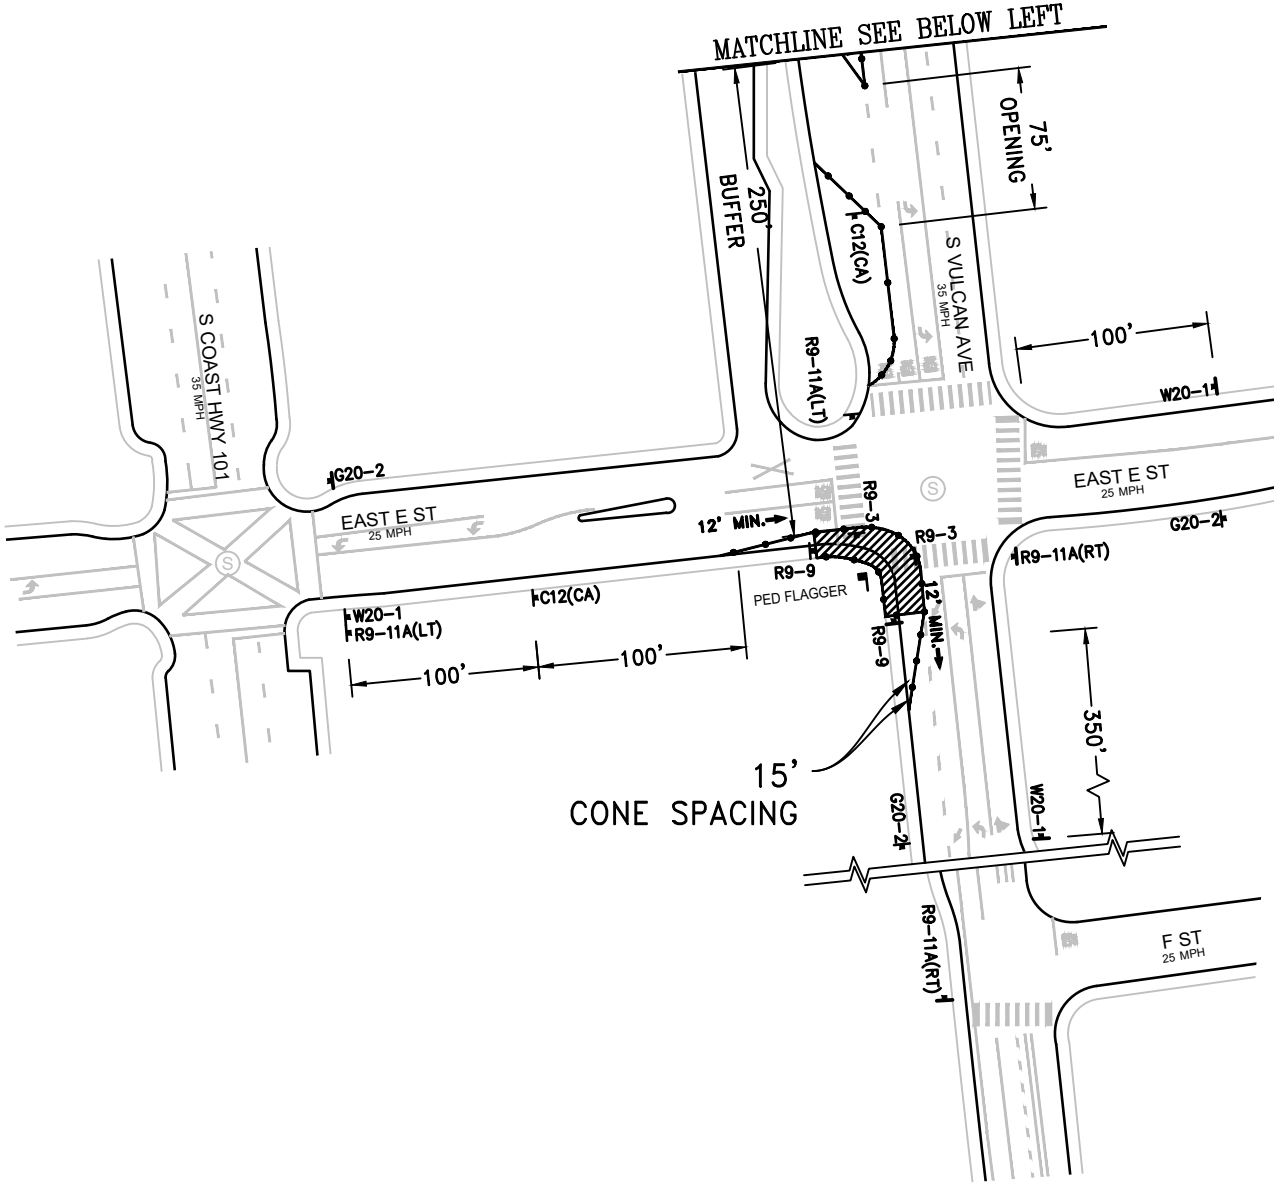 MATCHLINE SEE BELOW LEFT
75'
OPENING
250'
BUFFER
C12(CA)
S VULCAN AVE
35 MPH
S COAST HWY 101
35 MPH
100'
R9-11A(LT)
W20-1
G20-2
EAST E ST
25 MPH
EAST E ST
25 MPH
S
S
12' MIN.
R9-3
R9-3
G20-2
R9-11A(RT)
R9-9
PED FLAGGER
C12(CA)
W20-1
R9-11A(LT)
12' MIN.
R9-9
100'
100'
350'
15'
CONE SPACING
G20-2
W20-1
R9-11A(RT)
F ST
25 MPH